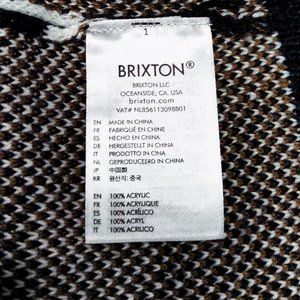 1
BRIXTON®
BRIXTON LLC
OCEANSIDE, CA. USA
brixton.com
VAT# NL856113098B01
EN MADE IN CHINA
FR FABRIQUÉ EN CHINE
ES HECHO EN CHINA
DE HERGESTELLT IN CHINA
IT PRODOTTO IN CINA
NL GEPRODUCEERD IN CHINA
JP 中国製
KR 원산지: 중국
EN 100% ACRYLIC
FR 100% ACRYLIQUE
ES 100% ACRÍLICO
DE 100% ACRYL
IT 100% ACRILICO